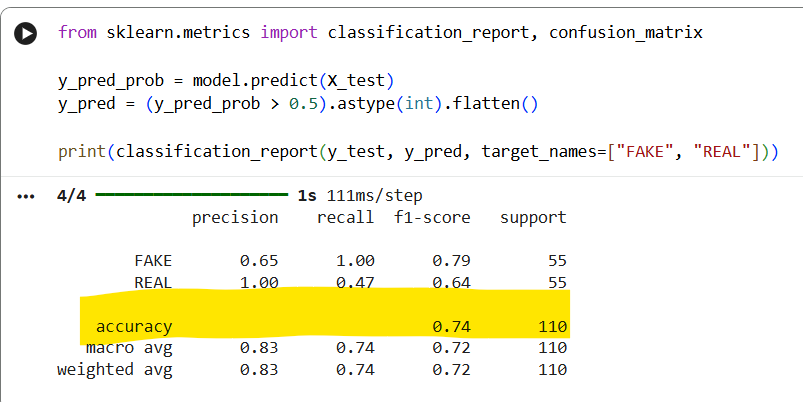 from sklearn.metrics import classification_report, confusion_matrix
y_pred_prob = model.predict(X_test)
y_pred = (y_pred_prob > 0.5).astype(int).flatten()
print(classification_report(y_test, y_pred, target_names=["FAKE", "REAL"]))
4/4 1s 111ms/step
precision recall f1-score support
FAKE 0.65 1.00 0.79 55
REAL 1.00 0.47 0.64 55
accuracy 0.74 110
macro avg 0.83 0.74 0.72 110
weighted avg 0.83 0.74 0.72 110